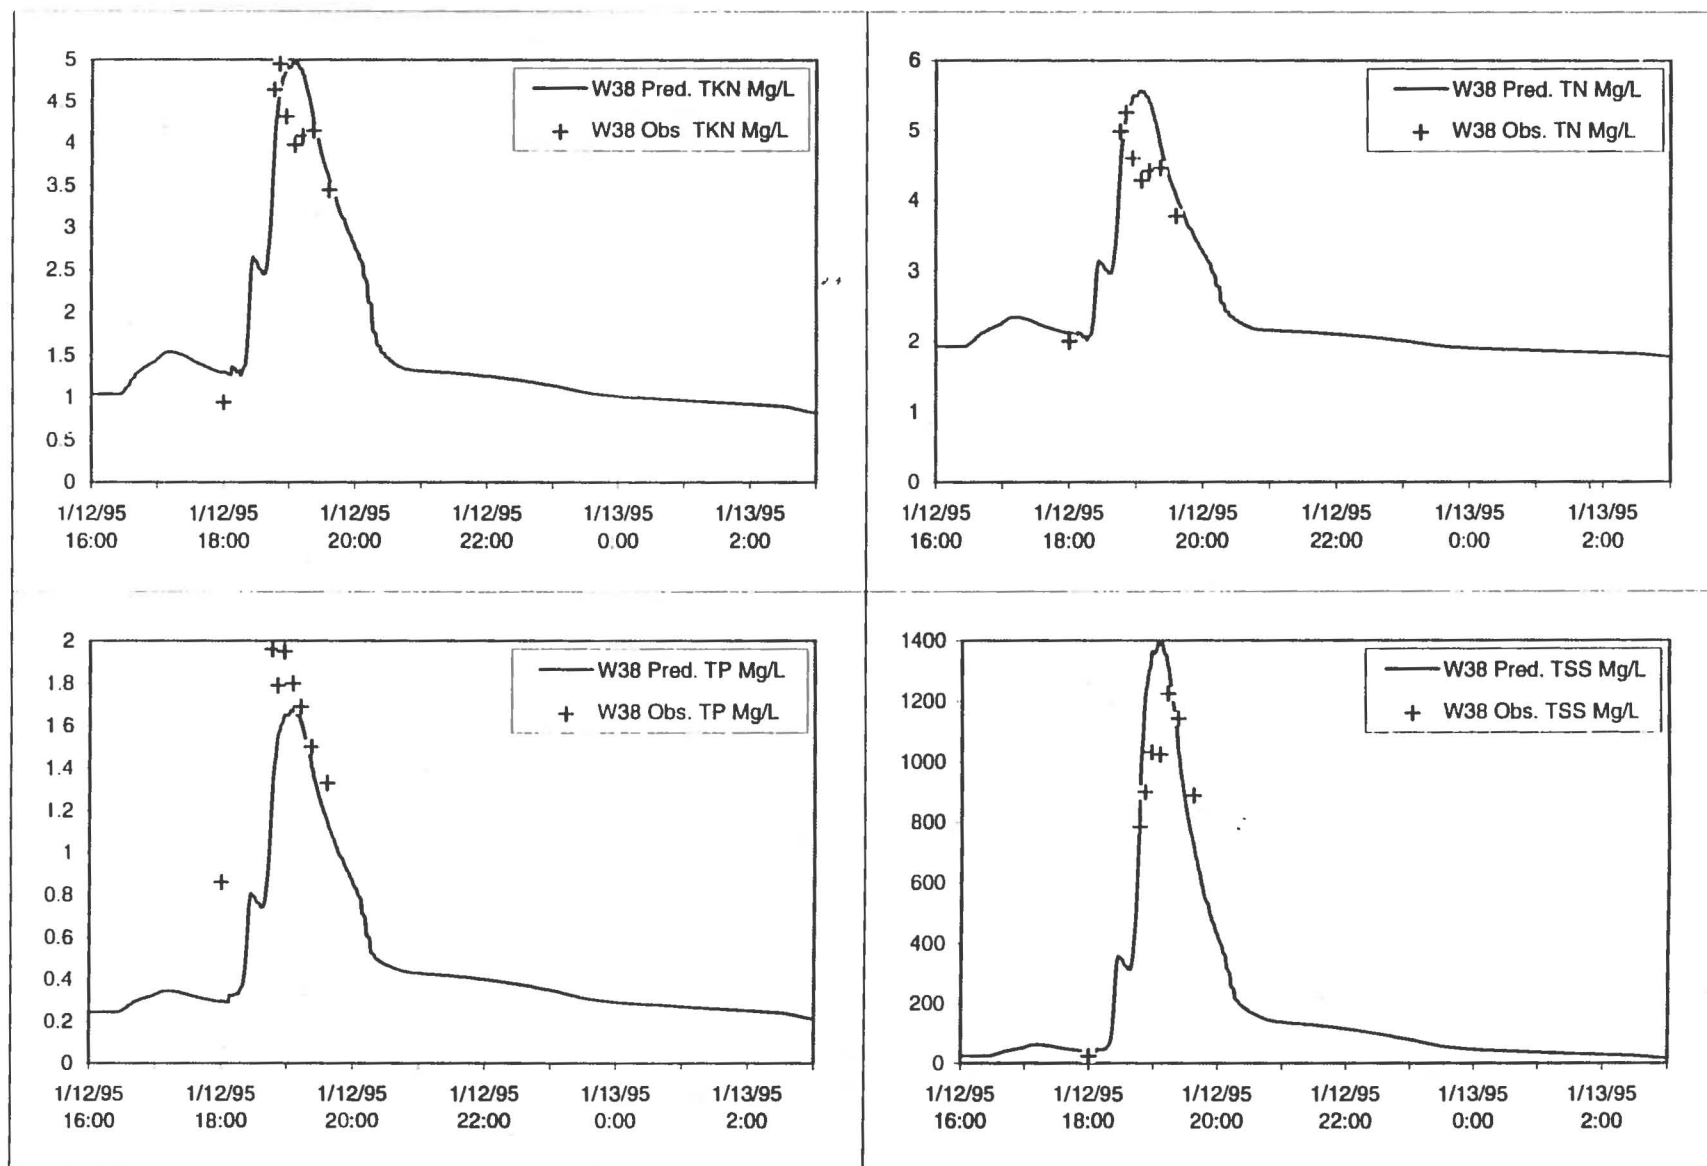 5
4.5
4
3.5
3
2.5
2
1.5
1
0.5
0
W38 Pred. TKN Mg/L
W38 Obs TKN Mg/L
1/12/95 1/12/95 1/12/95 1/12/95 1/13/95 1/13/95
16:00 18:00 20:00 22:00 0:00 2:00
6
5
4
3
2
1
0
W38 Pred. TN Mg/L
W38 Obs. TN Mg/L
1/12/95 1/12/95 1/12/95 1/12/95 1/13/95 1/13/95
16:00 18:00 20:00 22:00 0:00 2:00
2
1.8
1.6
1.4
1.2
1
0.8
0.6
0.4
0.2
0
W38 Pred. TP Mg/L
W38 Obs. TP Mg/L
1/12/95 1/12/95 1/12/95 1/12/95 1/13/95 1/13/95
16:00 18:00 20:00 22:00 0:00 2:00
1400
1200
1000
800
600
400
200
0
W38 Pred. TSS Mg/L
W38 Obs. TSS Mg/L
1/12/95 1/12/95 1/12/95 1/12/95 1/13/95 1/13/95
16:00 18:00 20:00 22:00 0:00 2:00